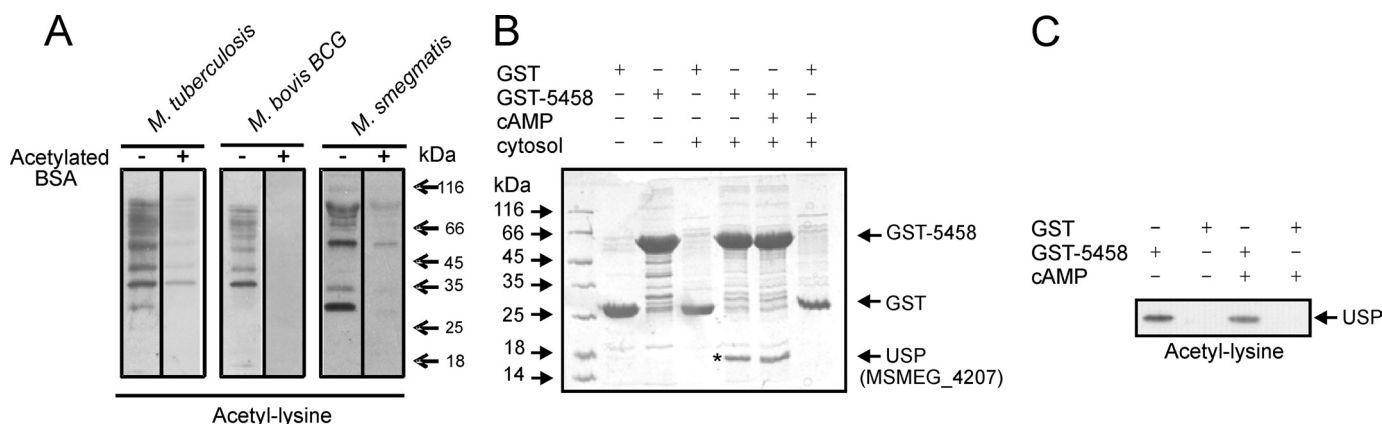 A
M. tuberculosis
M. bovis BCG
M. smegmatis
Acetylated
BSA
- + - + - + kDa
116
66
45
35
25
18
Acetyl-lysine
B
GST + – + – – +
GST-5458 – + – + + –
cAMP – – – – + +
cytosol – – + + + +
kDa
116
66
45
35
25
18
14
*
GST-5458
GST
USP
(MSMEG_4207)
C
GST – + – +
GST-5458 + – + –
cAMP – – + +
USP
Acetyl-lysine